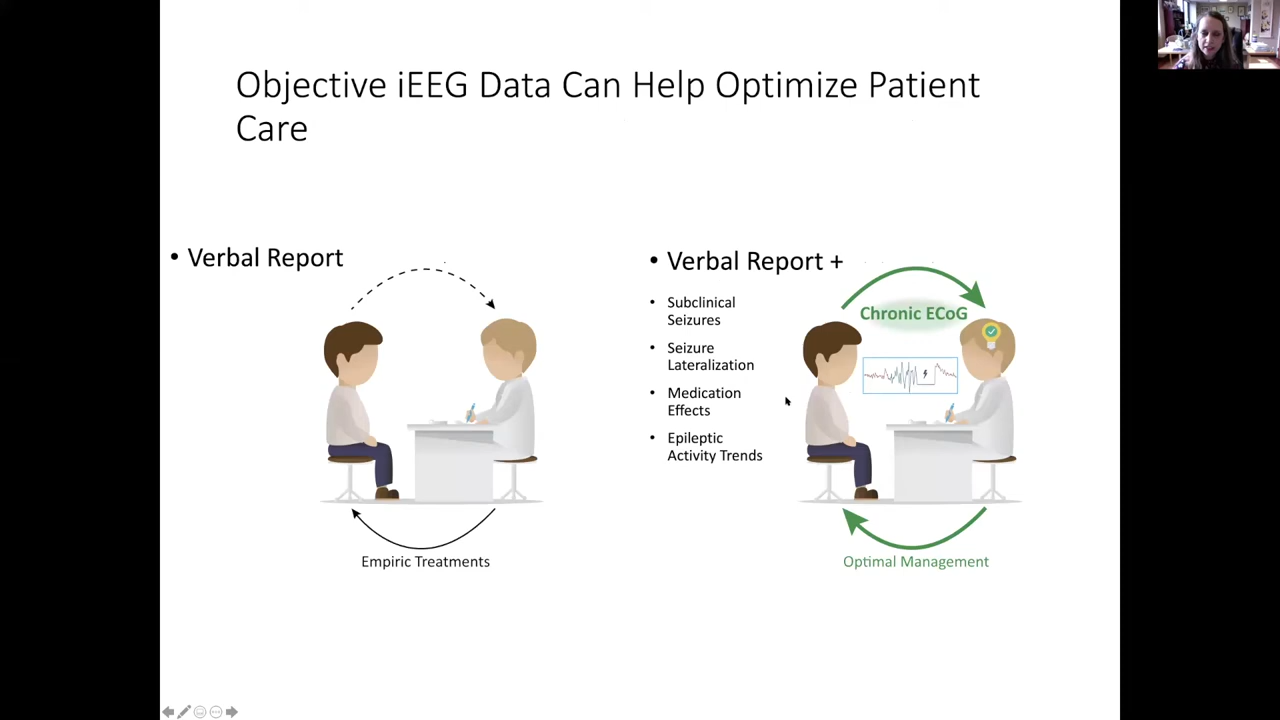 Objective iEEG Data Can Help Optimize Patient
Care
• Verbal Report
Empiric Treatments
• Verbal Report +
• Subclinical
Seizures
• Seizure
Lateralization
• Medication
Effects
• Epileptic
Activity Trends
Chronic ECoG
Optimal Management